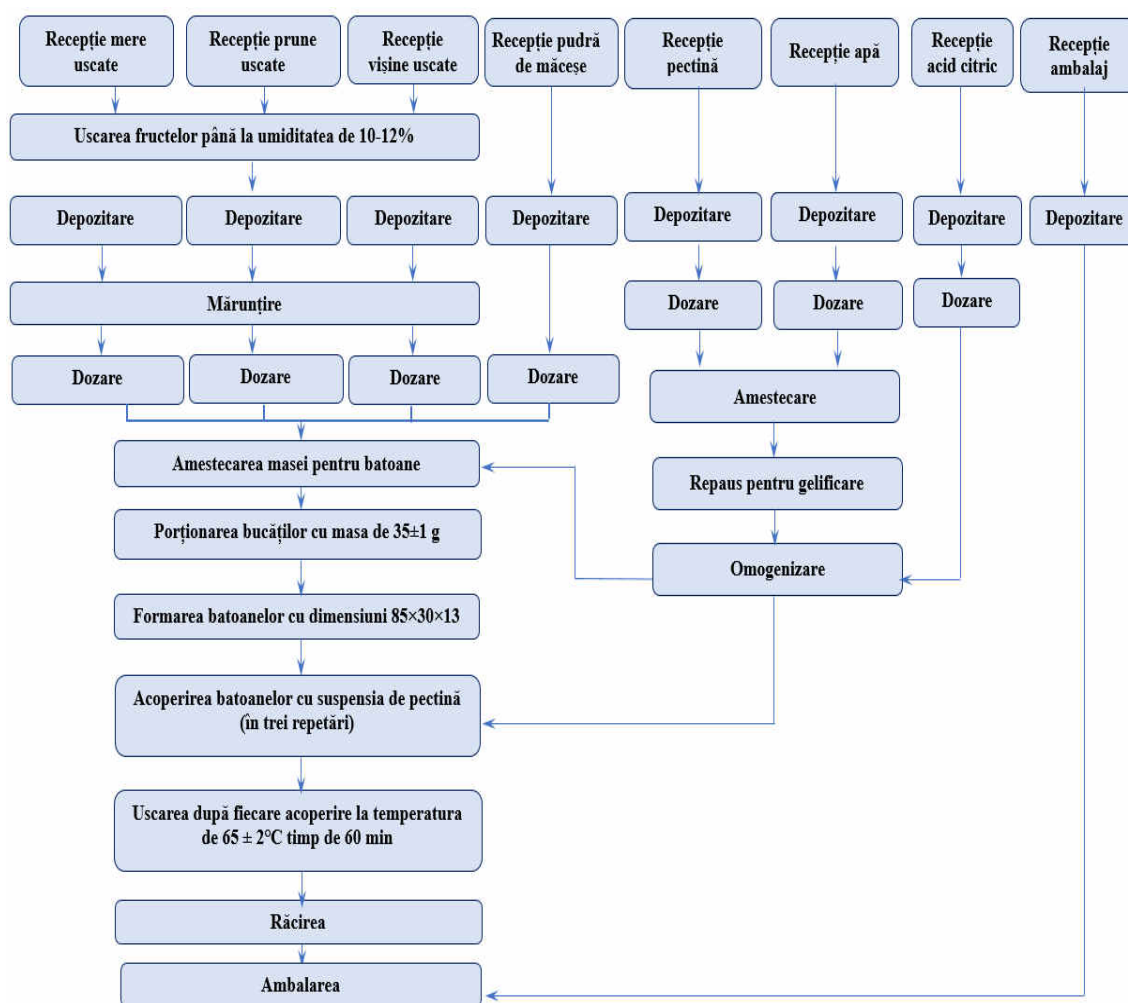 Recepție mere
uscate
Recepție prune
uscate
Recepție
vișine uscate
Recepție pudră
de măceșe
Recepție
pectină
Recepție apă
Recepție
acid citric
Recepție
ambalaj
Uscarea fructelor până la umiditatea de 10-12%
Depozitare
Depozitare
Depozitare
Depozitare
Depozitare
Depozitare
Depozitare
Depozitare
Mărunțire
Dozare
Dozare
Dozare
Dozare
Dozare
Dozare
Dozare
Amestecare
Amestecarea masei pentru batoane
Repaus pentru gelificare
Porționarea bucăților cu masa de 35±1 g
Omogenizare
Formarea batoanelor cu dimensiuni 85×30×13
Acoperirea batoanelor cu suspensia de pectină
(în trei repetări)
Uscarea după fiecare acoperire la temperatura
de 65 ± 2°C timp de 60 min
Răcirea
Ambalarea